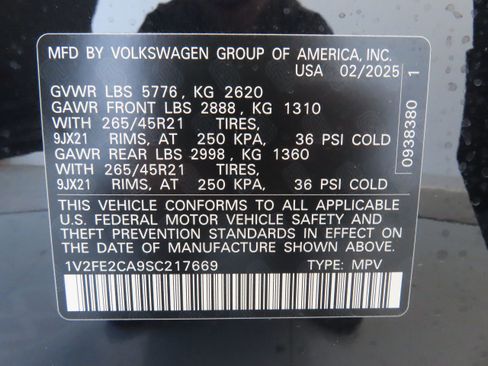 MFD BY VOLKSWAGEN GROUP OF AMERICA, INC.
USA 02/2025
GVWR LBS 5776, KG 2620
GAWR FRONT LBS 2888, KG 1310
WITH 265/45R21 TIRES,
9JX21 RIMS, AT 250 KPA, 36 PSI COLD
GAWR REAR LBS 2998, KG 1360
WITH 265/45R21 TIRES,
9JX21 RIMS, AT 250 KPA, 36 PSI COLD
THIS VEHICLE CONFORMS TO ALL APPLICABLE
U.S. FEDERAL MOTOR VEHICLE SAFETY AND
THEFT PREVENTION STANDARDS IN EFFECT ON
THE DATE OF MANUFACTURE SHOWN ABOVE.
1V2FE2CA9SC217669 TYPE: MPV
0938380 1